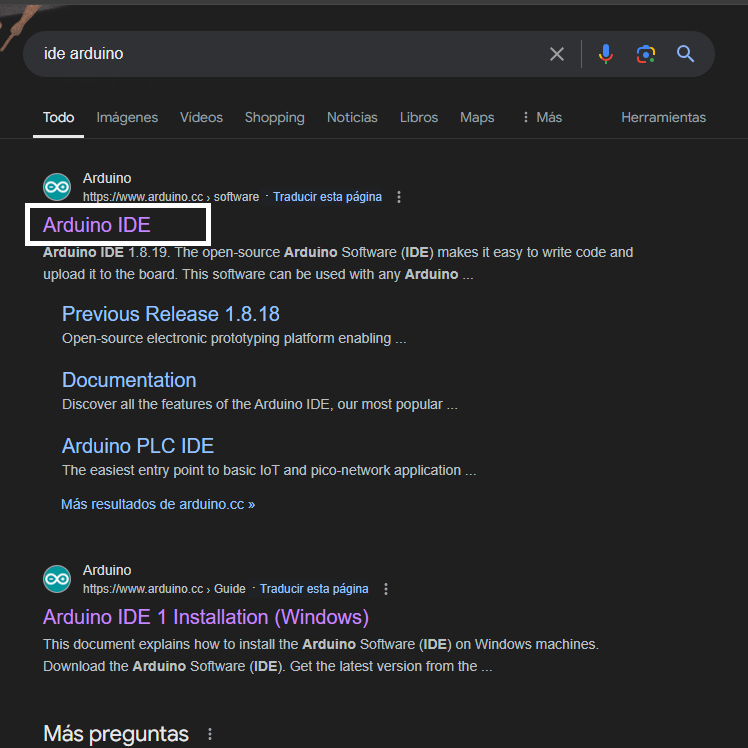 ide arduino
Todo Imágenes Vídeos Shopping Noticias Libros Maps Más Herramientas
Arduino
https://www.arduino.cc › software · Traducir esta página
Arduino IDE
Arduino IDE 1.8.19. The open-source Arduino Software (IDE) makes it easy to write code and
upload it to the board. This software can be used with any Arduino ...
Previous Release 1.8.18
Open-source electronic prototyping platform enabling ...
Documentation
Discover all the features of the Arduino IDE, our most popular ...
Arduino PLC IDE
The easiest entry point to basic IoT and pico-network application ...
Más resultados de arduino.cc »
Arduino
https://www.arduino.cc › Guide · Traducir esta página
Arduino IDE 1 Installation (Windows)
This document explains how to install the Arduino Software (IDE) on Windows machines.
Download the Arduino Software (IDE). Get the latest version from the ...
Más preguntas